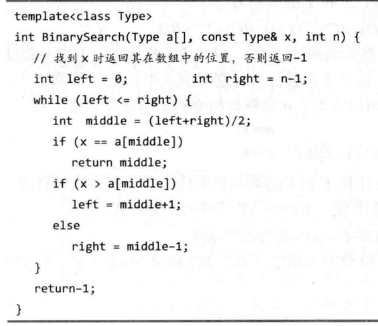 template<class Type>
int BinarySearch(Type a[], const Type& x, int n) {
// 找到 x 时返回其在数组中的位置，否则返回-1
int left = 0; int right = n-1;
while (left <= right) {
int middle = (left+right)/2;
if (x == a[middle])
return middle;
if (x > a[middle])
left = middle+1;
else
right = middle-1;
}
return-1;
}